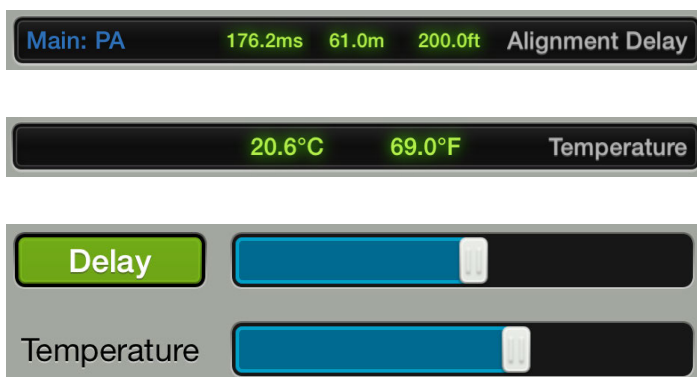 Main: PA 176.2ms 61.0m 200.0ft Alignment Delay
20.6°C 69.0°F Temperature
Delay
Temperature